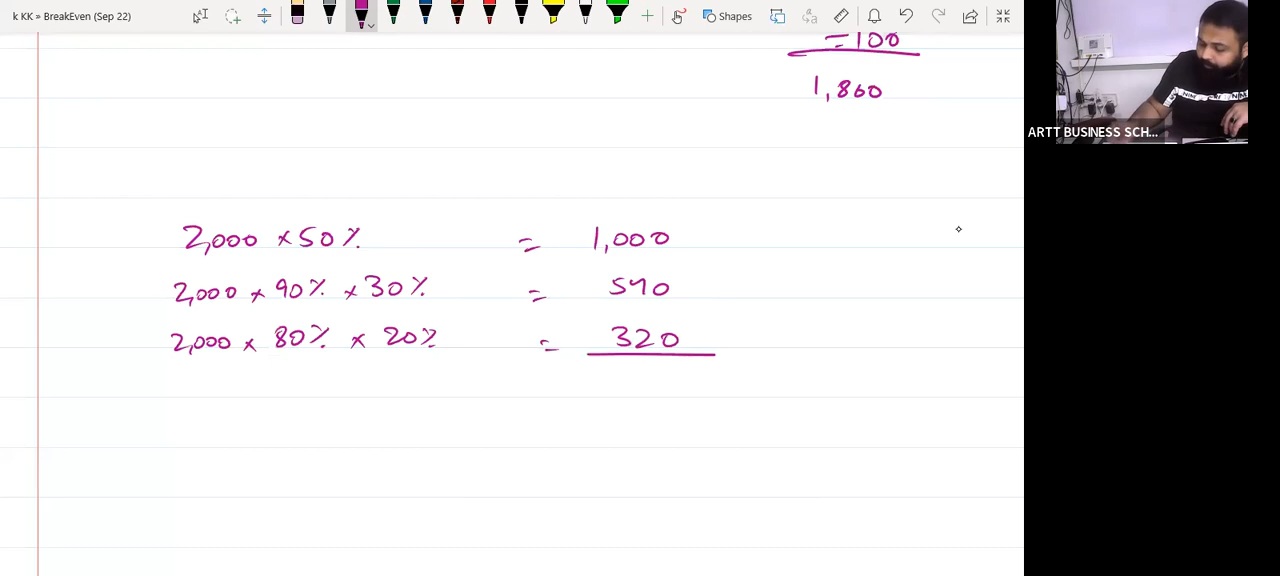 k KK » BreakEven (Sep 22)
Shapes
= 100
1,860
ARTT BUSINESS SCH...
2,000 × 50% = 1,000
2,000 × 90% × 30% = 540
2,000 × 80% × 20% = 320